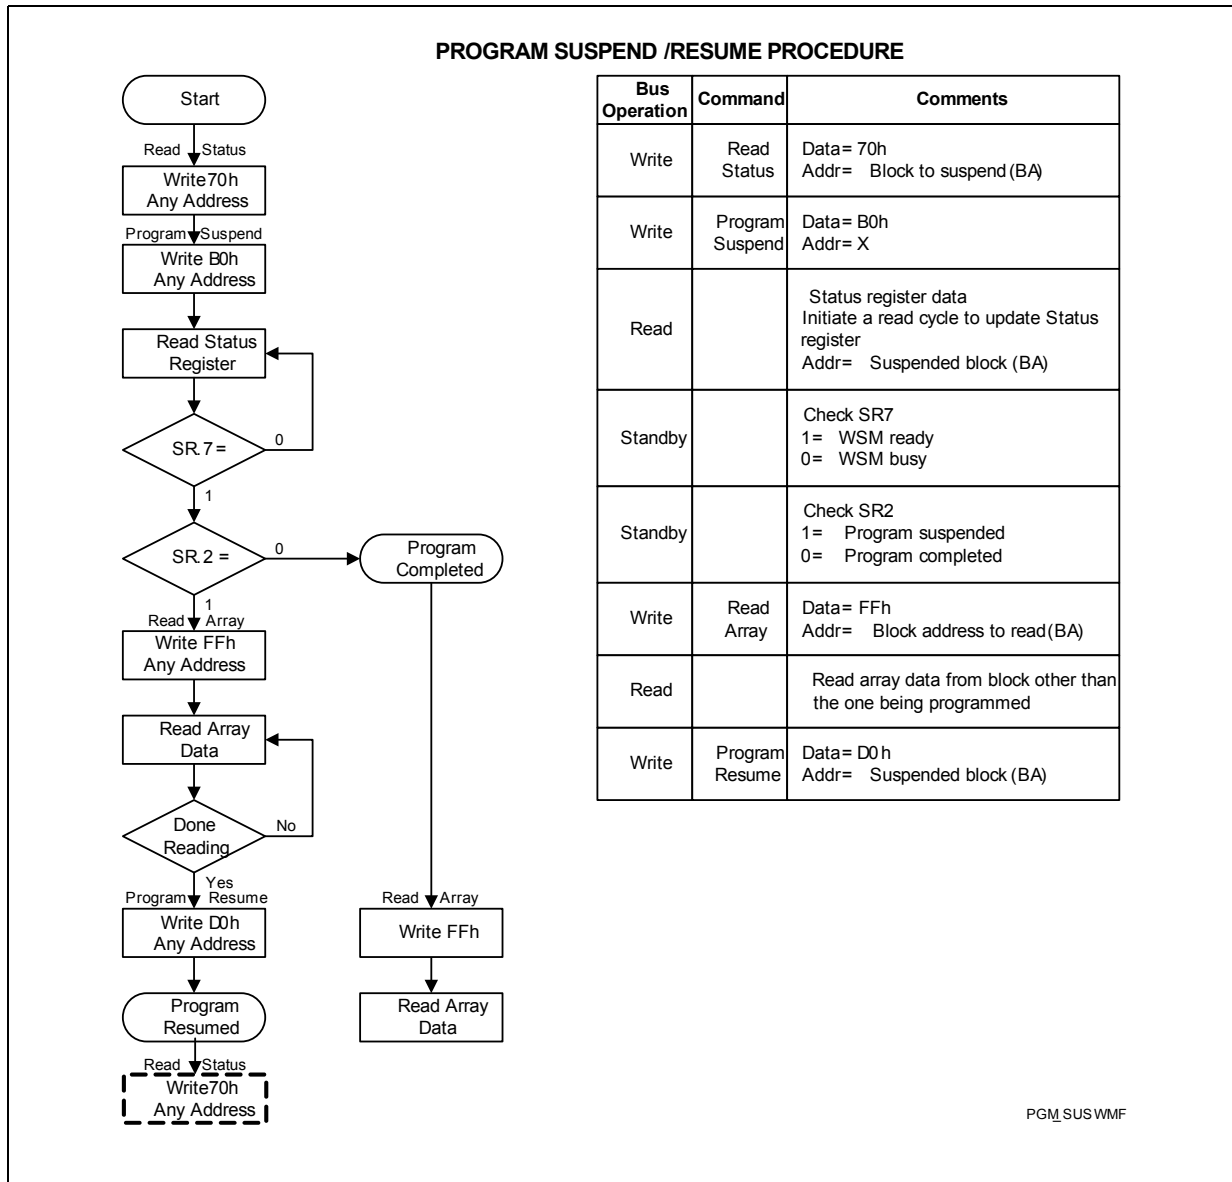 PROGRAM SUSPEND /RESUME PROCEDURE
Start
Read Status
Write70h
Any Address
Program Suspend
Write B0h
Any Address
Read Status
Register
SR.7 =
0
1
SR.2 =
0
Program
Completed
1
Read Array
Write FFh
Any Address
Read Array
Data
Done
Reading
No
Yes
Program Resume
Write D0h
Any Address
Read Array
Write FFh
Program
Resumed
Read Array
Data
Read Status
Write70h
Any Address
Bus
Operation
Command
Comments
Write
Read
Status
Data= 70h
Addr= Block to suspend (BA)
Write
Program
Suspend
Data= B0h
Addr= X
Read
Status register data
Initiate a read cycle to update Status
register
Addr= Suspended block (BA)
Standby
Check SR7
1= WSM ready
0= WSM busy
Standby
Check SR2
1= Program suspended
0= Program completed
Write
Read
Array
Data= FFh
Addr= Block address to read (BA)
Read
Read array data from block other than
the one being programmed
Write
Program
Resume
Data= D0h
Addr= Suspended block (BA)
PGM_SUS WMF